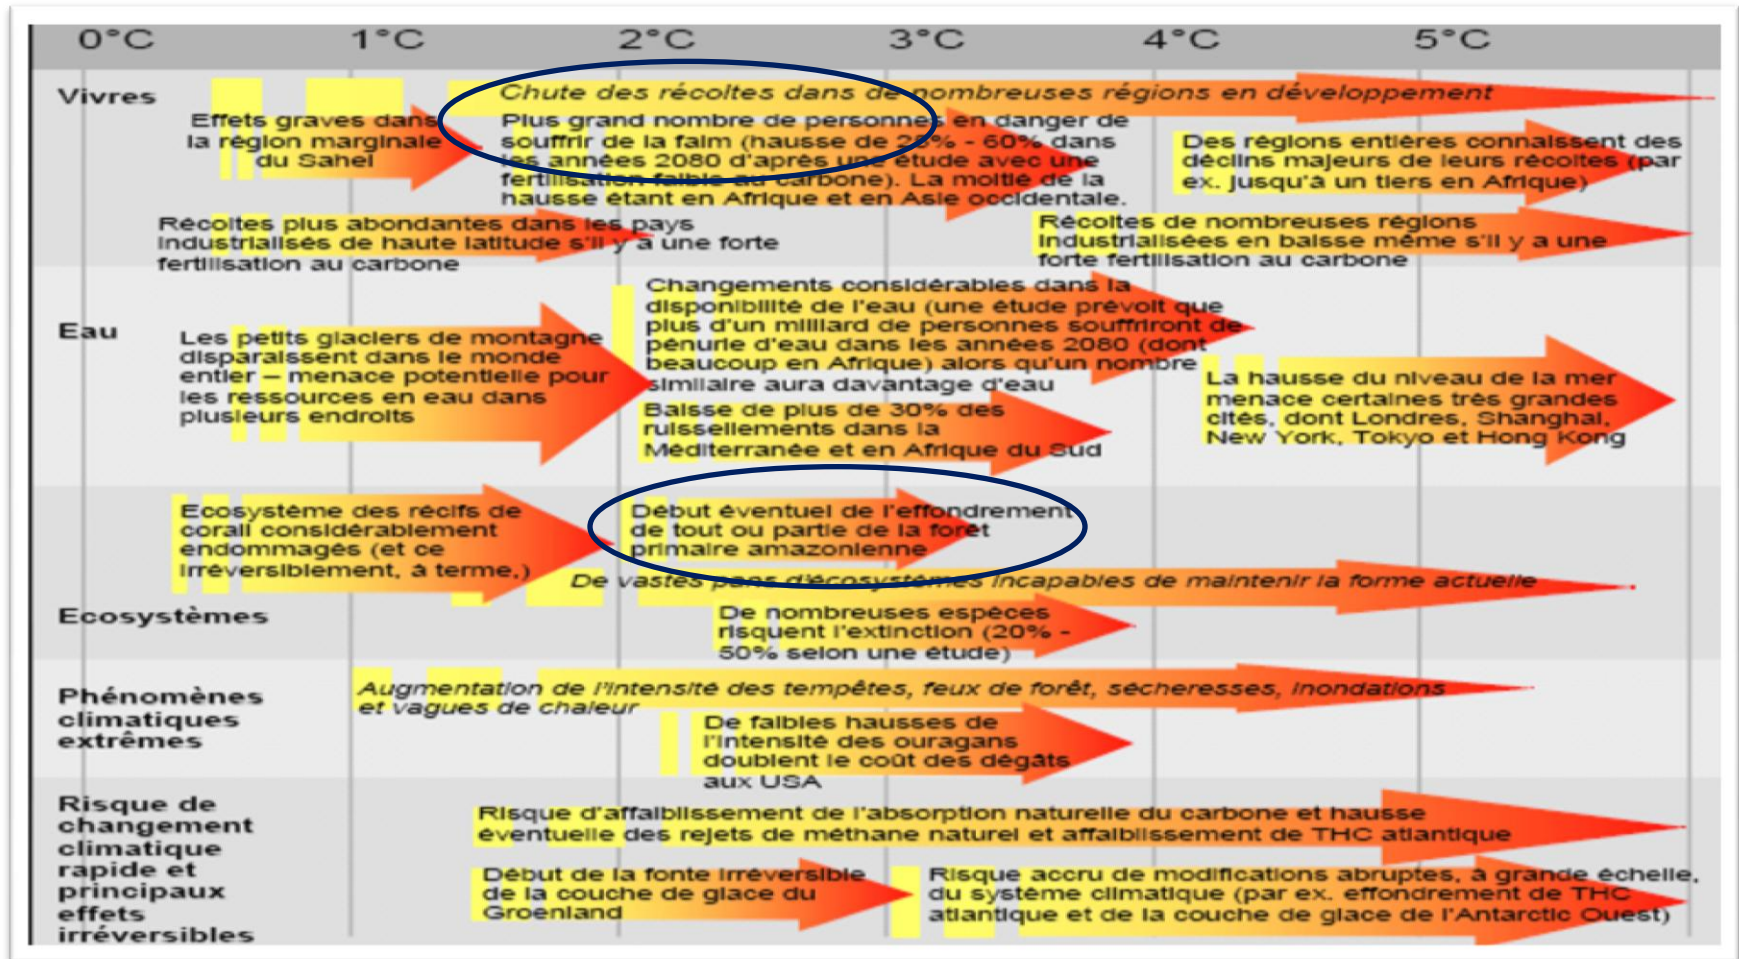 0°C 1°C 2°C 3°C 4°C 5°C
Vivres
Chute des récoltes dans de nombreuses régions en développement
Effets graves dans
la région marginale
du Sahel
Plus grand nombre de personnes en danger de
souffrir de la faim (hausse de 25% - 60% dans
les années 2080 d'après une étude avec une
fertilisation faible au carbone). La moitié de la
hausse étant en Afrique et en Asie occidentale.
Des régions entières connaissent des
déclins majeurs de leurs récoltes (par
ex. jusqu'à un tiers en Afrique)
Récoltes plus abondantes dans les pays
industrialisés de haute latitude s'il y a une forte
fertilisation au carbone
Récoltes de nombreuses régions
industrialisées en baisse même s'il y a une
forte fertilisation au carbone
Eau
Les petits glaciers de montagne
disparaissent dans le monde
entier – menace potentielle pour
les ressources en eau dans
plusieurs endroits
Changements considérables dans la
disponibilité de l'eau (une étude prévoit que
plus d'un milliard de personnes souffriront de
pénurie d'eau dans les années 2080 (dont
beaucoup en Afrique) alors qu'un nombre
similaire aura davantage d'eau
Baisse de plus de 30% des
ruissellements dans la
Méditerranée et en Afrique du Sud
La hausse du niveau de la mer
menace certaines très grandes
cités, dont Londres, Shanghai,
New York, Tokyo et Hong Kong
Ecosystèmes
Ecosystème des récifs de
corail considérablement
endommagés (et ce
irréversiblement, à terme,)
Début éventuel de l'effondrement
de tout ou partie de la forêt
primaire amazonienne
De vastes pans d'écosystèmes incapables de maintenir la forme actuelle
De nombreuses espèces
risquent l'extinction (20% -
50% selon une étude)
Phénomènes
climatiques
extrêmes
Augmentation de l'intensité des tempêtes, feux de forêt, sécheresses, inondations
et vagues de chaleur
De faibles hausses de
l'intensité des ouragans
doublent le coût des dégâts
aux USA
Risque de
changement
climatique
rapide et
principaux
effets
irréversibles
Risque d'affaiblissement de l'absorption naturelle du carbone et hausse
éventuelle des rejets de méthane naturel et affaiblissement de THC atlantique
Début de la fonte irréversible
de la couche de glace du
Groenland
Risque accru de modifications abruptes, à grande échelle,
du système climatique (par ex. effondrement de THC
atlantique et de la couche de glace de l'Antarctic Ouest)